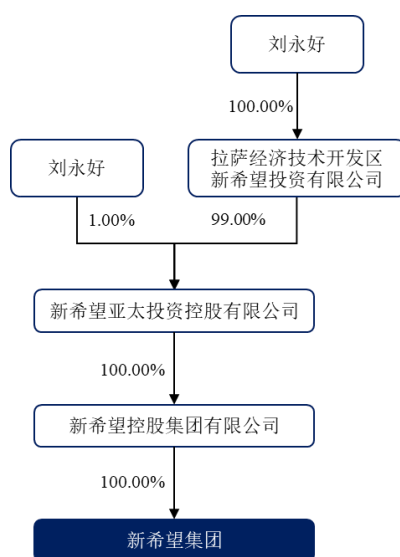 刘永好
100.00%
刘永好
拉萨经济技术开发区
新希望投资有限公司
1.00%
99.00%
新希望亚太投资控股有限公司
100.00%
新希望控股集团有限公司
100.00%
新希望集团